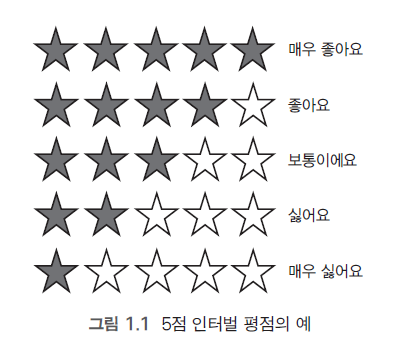 매우 좋아요
좋아요
보통이에요
싫어요
매우 싫어요
그림 1.1 5점 인터벌 평점의 예